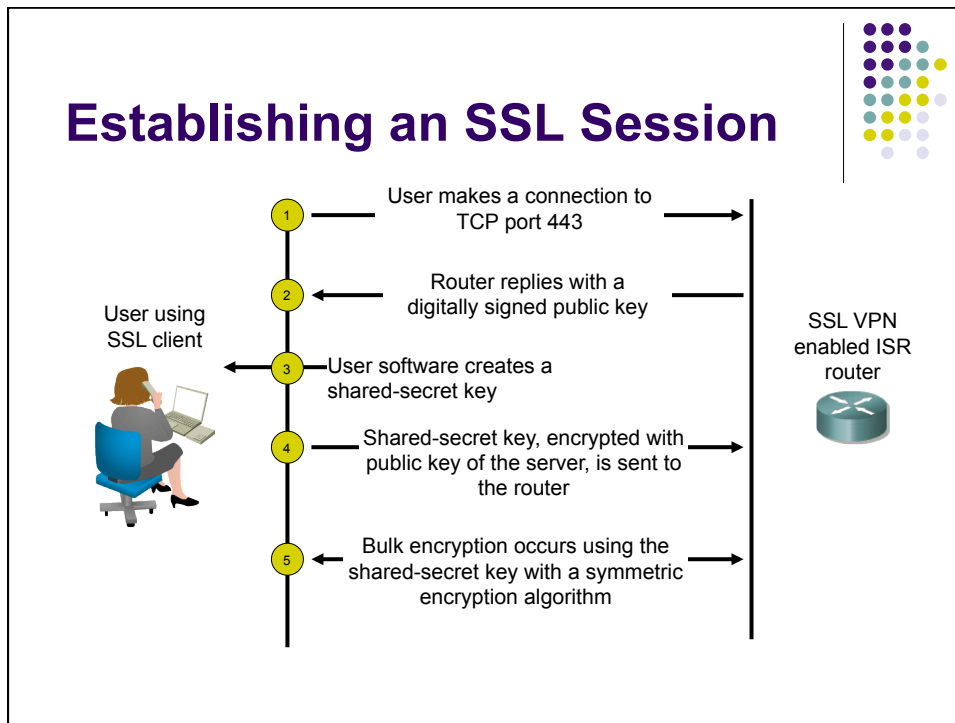 Establishing an SSL Session
1
User makes a connection to
TCP port 443
2
Router replies with a
digitally signed public key
User using
SSL client
SSL VPN
enabled ISR
router
3
User software creates a
shared-secret key
4
Shared-secret key, encrypted with
public key of the server, is sent to
the router
5
Bulk encryption occurs using the
shared-secret key with a symmetric
encryption algorithm